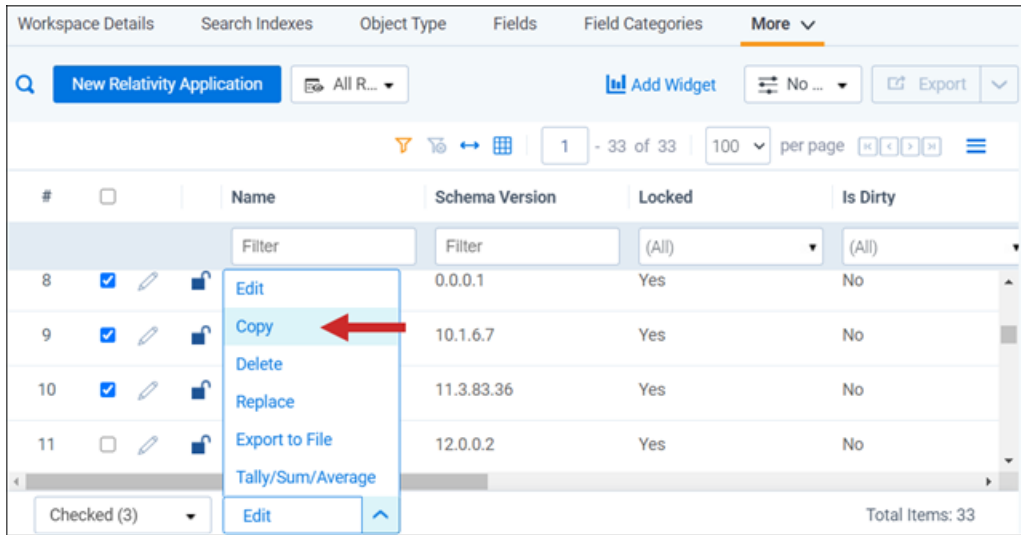 Workspace Details Search Indexes Object Type Fields Field Categories More
New Relativity Application All R... Add Widget No ... Export
1 - 33 of 33 100 per page
# Name Schema Version Locked Is Dirty
Filter Filter (All) (All)
8 0.0.0.1 Yes No
Edit
9 Copy 10.1.6.7 Yes No
Delete
10 11.3.83.36 Yes No
Replace
11 Export to File 12.0.0.2 Yes No
Tally/Sum/Average
Checked (3) Edit Total Items: 33